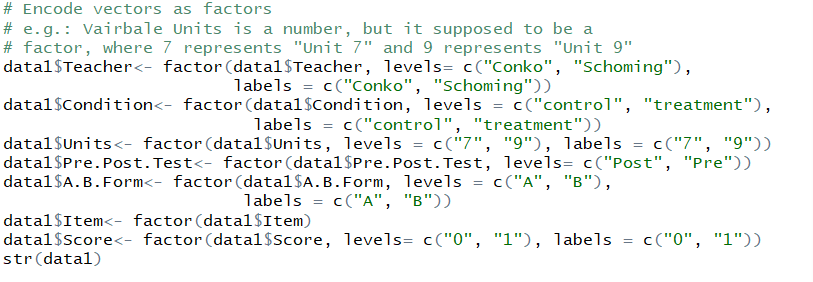 # Encode vectors as factors
# e.g.: Vairbale Units is a number, but it supposed to be a
# factor, where 7 represents "Unit 7" and 9 represents "Unit 9"
data1$Teacher<- factor(data1$Teacher, levels= c("Conko", "Schoming"),
                       labels = c("Conko", "Schoming"))
data1$Condition<- factor(data1$Condition, levels = c("control", "treatment"),
                         labels = c("control", "treatment"))
data1$Units<- factor(data1$Units, levels = c("7", "9"), labels = c("7", "9"))
data1$Pre.Post.Test<- factor(data1$Pre.Post.Test, levels= c("Post", "Pre"))
data1$A.B.Form<- factor(data1$A.B.Form, levels = c("A", "B"),
                        labels = c("A", "B"))
data1$Item<- factor(data1$Item)
data1$Score<- factor(data1$Score, levels= c("0", "1"), labels = c("0", "1"))
str(data1)